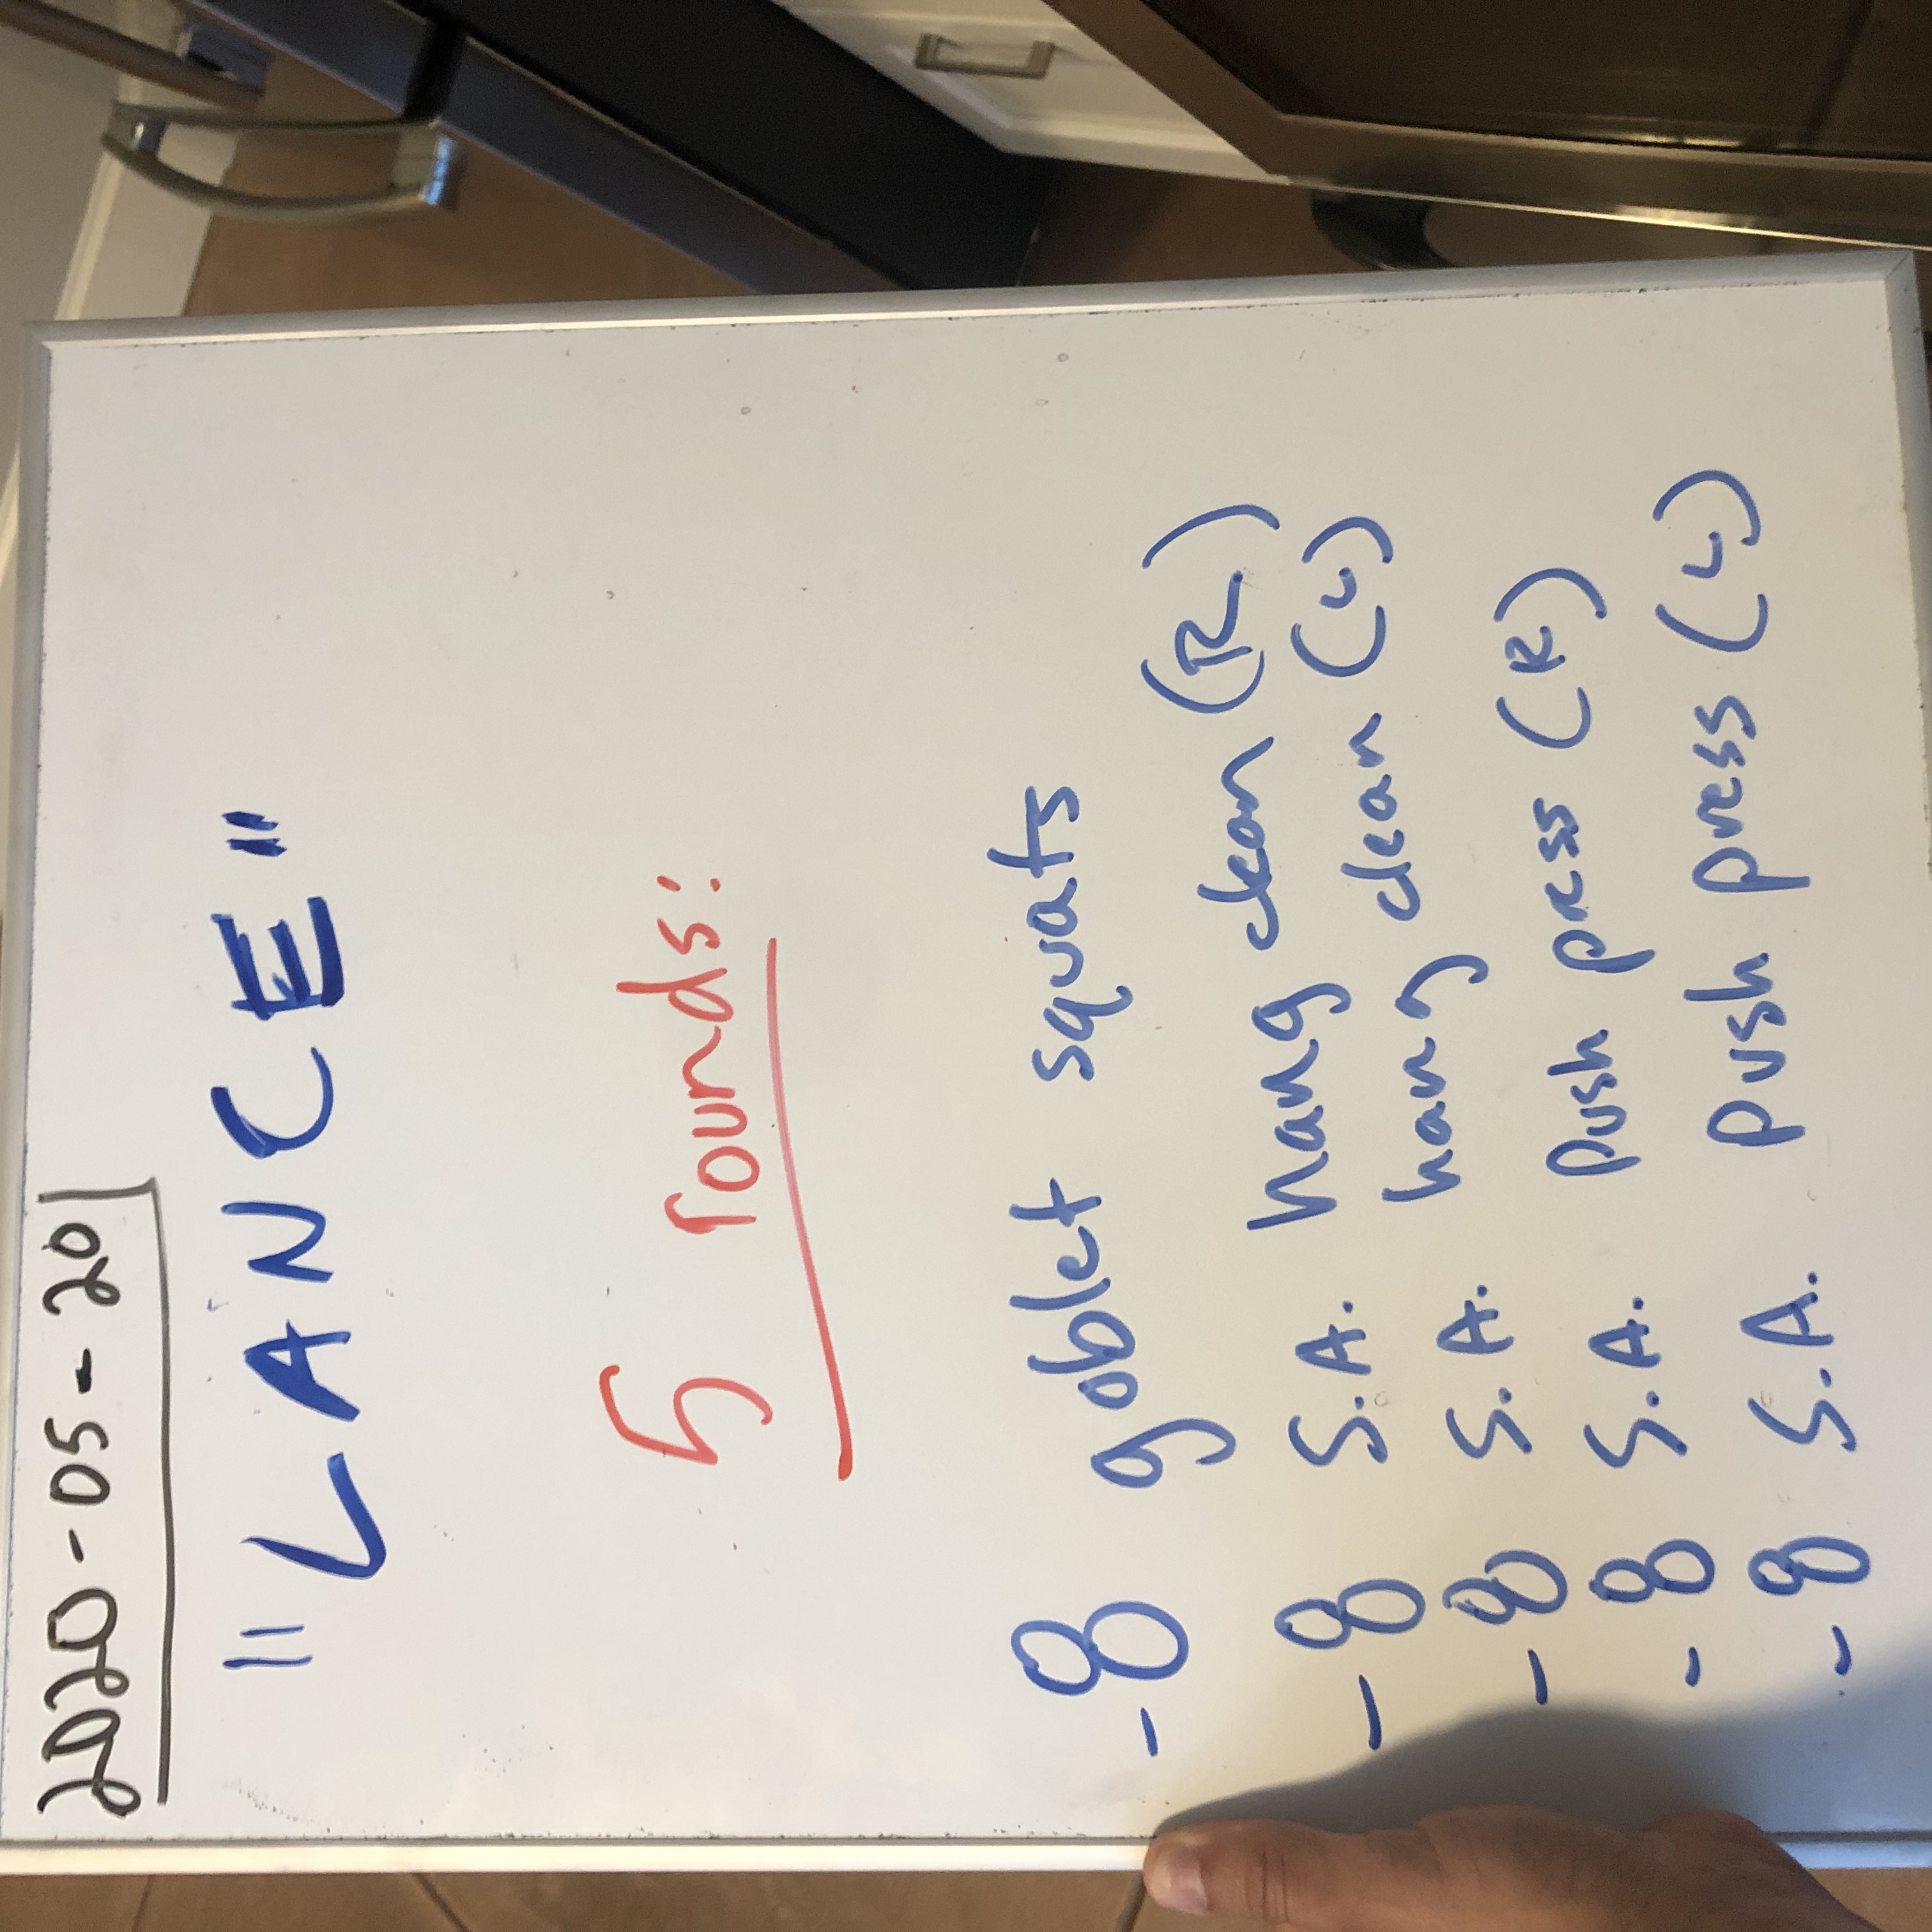 2020-05-20
"LANCE"
5 rounds:
-8 goblet squats
-8 S.A. hang clean (R)
-8 S.A. hang clean (L)
-8 S.A. Push press (R)
-8 S.A. Push press (L)